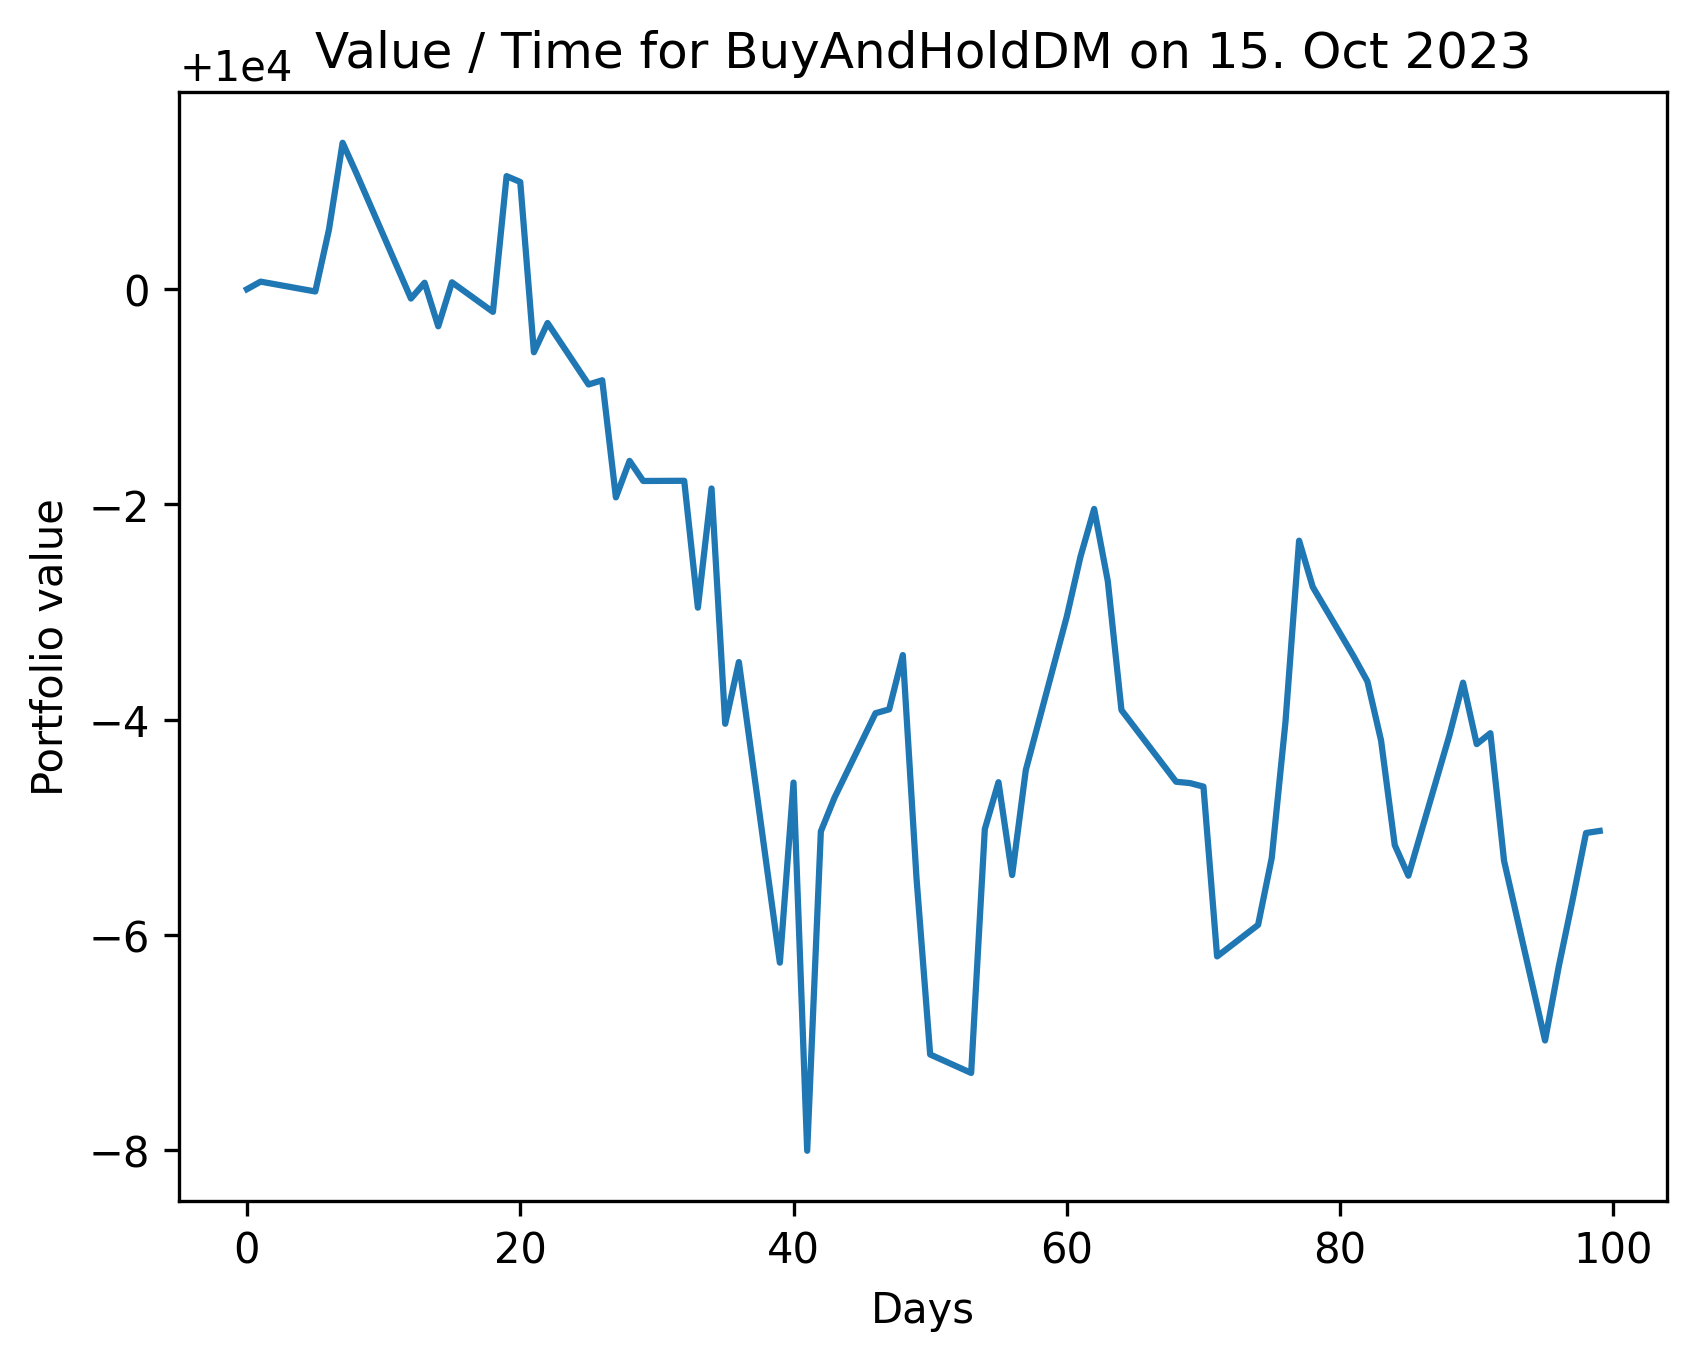 Value / Time for BuyAndHoldDM on 15. Oct 2023
+1e4
0
−2
−4
−6
−8
Portfolio value
0 20 40 60 80 100
Days